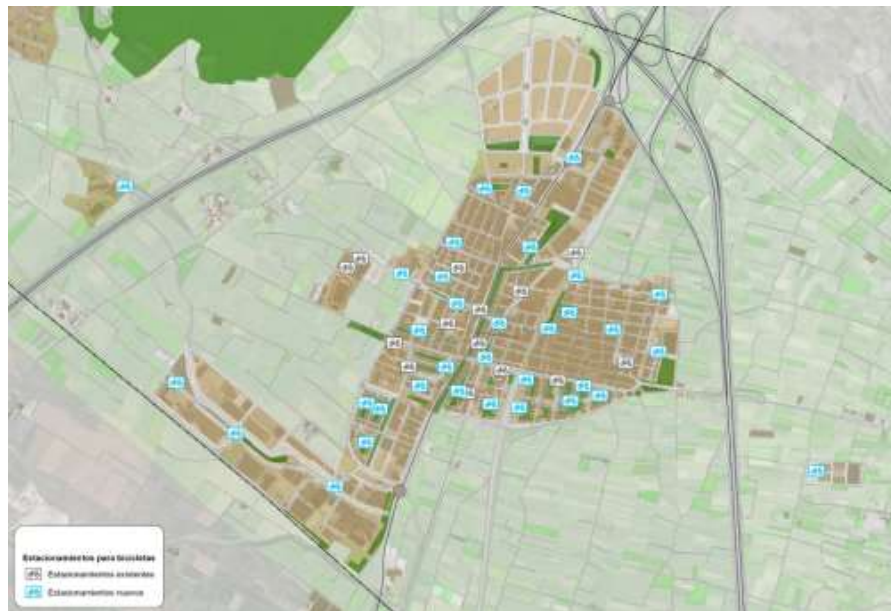 Estacionamientos para bicicletas
Estacionamientos existentes
Estacionamientos nuevos